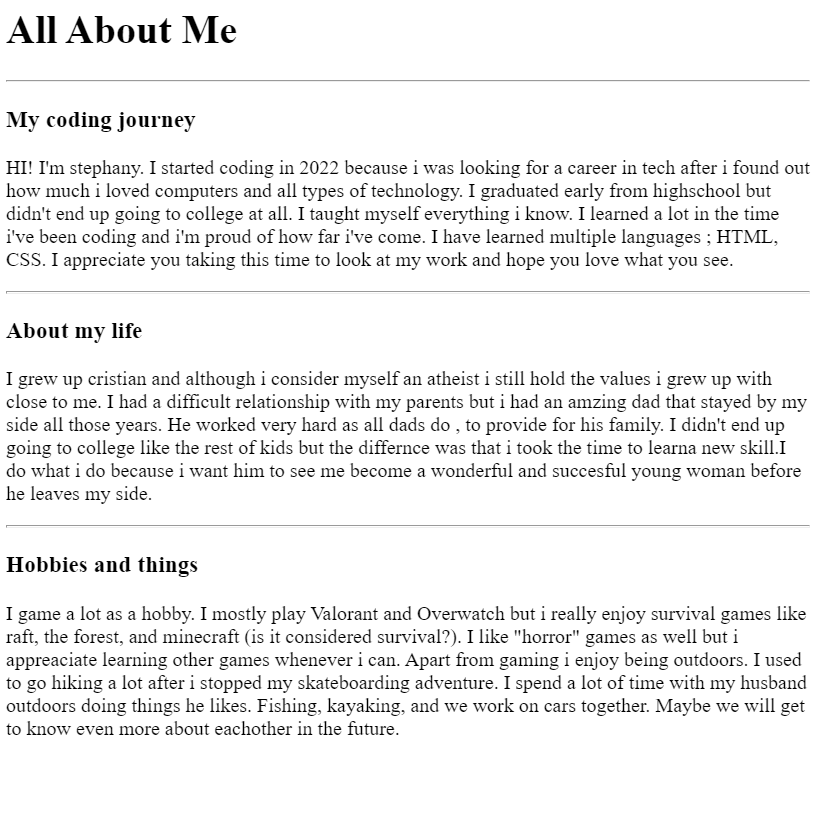 All About Me
My coding journey
HI! I'm stephany. I started coding in 2022 because i was looking for a career in tech after i found out
how much i loved computers and all types of technology. I graduated early from highschool but
didn't end up going to college at all. I taught myself everything i know. I learned a lot in the time
i've been coding and i'm proud of how far i've come. I have learned multiple languages ; HTML,
CSS. I appreciate you taking this time to look at my work and hope you love what you see.
About my life
I grew up cristian and although i consider myself an atheist i still hold the values i grew up with
close to me. I had a difficult relationship with my parents but i had an amzing dad that stayed by my
side all those years. He worked very hard as all dads do , to provide for his family. I didn't end up
going to college like the rest of kids but the differnce was that i took the time to learna new skill.I
do what i do because i want him to see me become a wonderful and succesful young woman before
he leaves my side.
Hobbies and things
I game a lot as a hobby. I mostly play Valorant and Overwatch but i really enjoy survival games like
raft, the forest, and minecraft (is it considered survival?). I like "horror" games as well but i
appreaciate learning other games whenever i can. Apart from gaming i enjoy being outdoors. I used
to go hiking a lot after i stopped my skateboarding adventure. I spend a lot of time with my husband
outdoors doing things he likes. Fishing, kayaking, and we work on cars together. Maybe we will get
to know even more about eachother in the future.